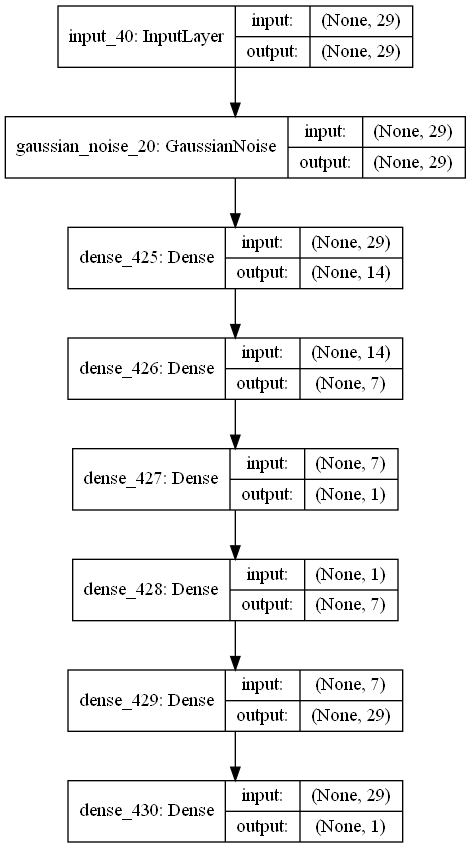 input_40: InputLayer
input: (None, 29)
output: (None, 29)
gaussian_noise_20: GaussianNoise
input: (None, 29)
output: (None, 29)
dense_425: Dense
input: (None, 29)
output: (None, 14)
dense_426: Dense
input: (None, 14)
output: (None, 7)
dense_427: Dense
input: (None, 7)
output: (None, 1)
dense_428: Dense
input: (None, 1)
output: (None, 7)
dense_429: Dense
input: (None, 7)
output: (None, 29)
dense_430: Dense
input: (None, 29)
output: (None, 1)